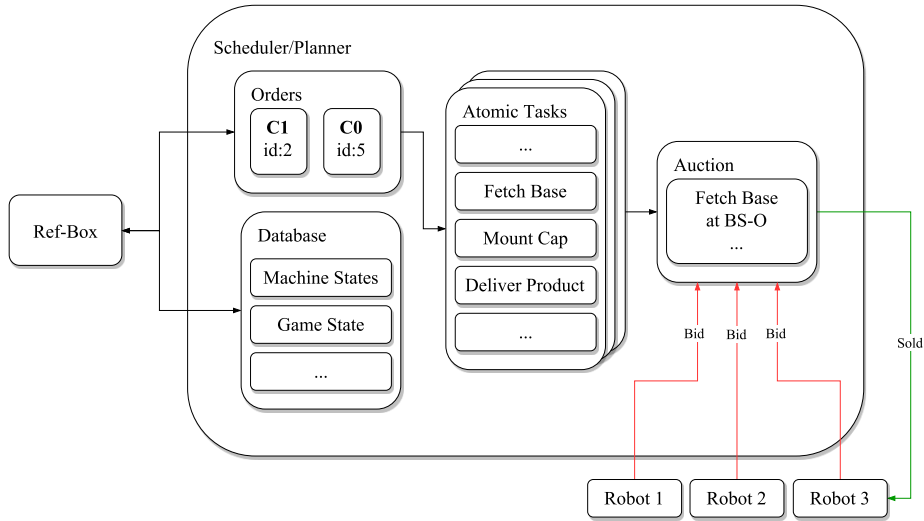 Scheduler/Planner
Orders
C1
id:2
C0
id:5
Ref-Box
Database
Machine States
Game State
...
Atomic Tasks
...
Fetch Base
Mount Cap
Deliver Product
...
Auction
Fetch Base
at BS-O
...
Bid
Bid
Bid
Sold
Robot 1
Robot 2
Robot 3